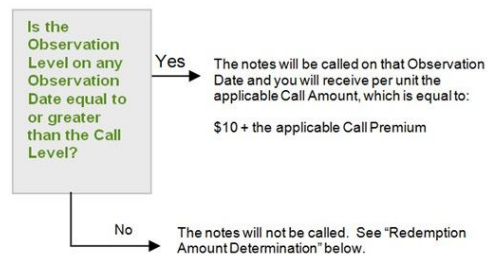 Is the
Observation
Level on any
Observation
Date equal to
or greater
than the Call
Level?
Yes
The notes will be called on that Observation
Date and you will receive per unit the
applicable Call Amount, which is equal to:
$10 + the applicable Call Premium
No
The notes will not be called. See “Redemption
Amount Determination” below.